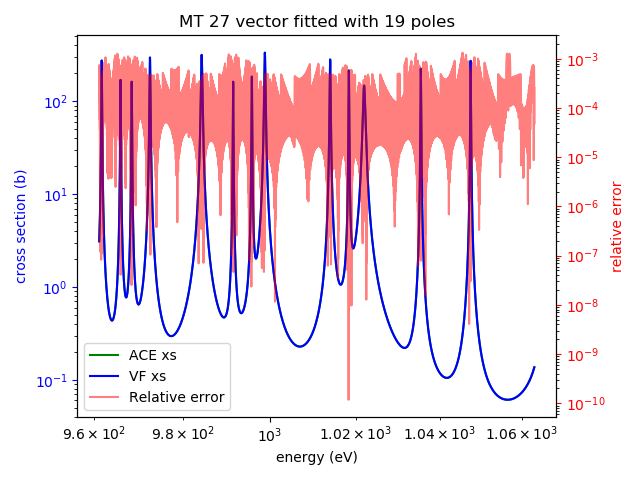 MT 27 vector fitted with 19 poles
10²
10¹
10⁰
10⁻¹
cross section (b)
10⁻³
10⁻⁴
10⁻⁵
10⁻⁶
10⁻⁷
10⁻⁸
10⁻⁹
10⁻¹⁰
relative error
ACE xs
VF xs
Relative error
9.6 × 10² 9.8 × 10² 10³ 1.02 × 10³ 1.04 × 10³ 1.06 × 10³
energy (eV)